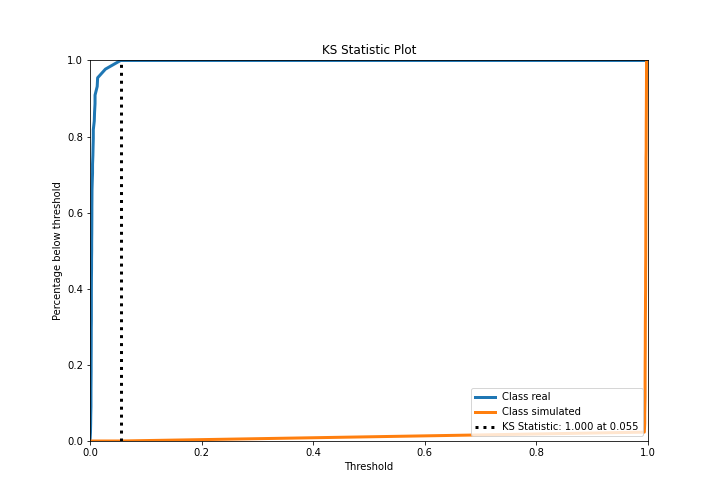 KS Statistic Plot
1.0
0.8
0.6
0.4
0.2
0.0
Percentage below threshold
0.0 0.2 0.4 0.6 0.8 1.0
Threshold
Class real
Class simulated
KS Statistic: 1.000 at 0.055